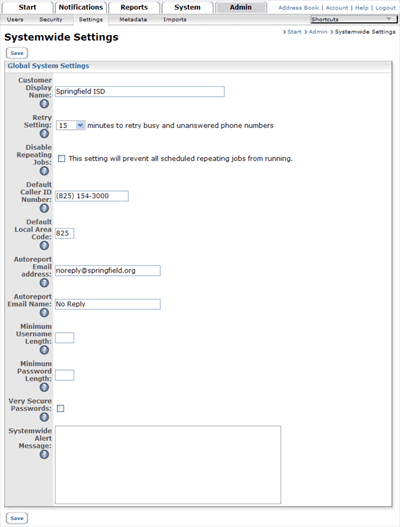 Start Notifications Reports System Admin
Address Book | Account | Help | Logout
Users Security Settings Metadata Imports
Shortcuts
Systemwide Settings
Start Admin Systemwide Settings
Save
Global System Settings
Customer
Display
Name:
Springfield ISD
Retry
Setting:
15 minutes to retry busy and unanswered phone numbers
Disable
Repeating
Jobs:
This setting will prevent all scheduled repeating jobs from running.
Default
Caller ID
Number:
(825) 154-3000
Default
Local Area
Code:
825
Autoreport
Email
address:
noreply@springfield.org
Autoreport
Email Name:
No Reply
Minimum
Username
Length:
Minimum
Password
Length:
Very Secure
Passwords:
Systemwide
Alert
Message:
Save